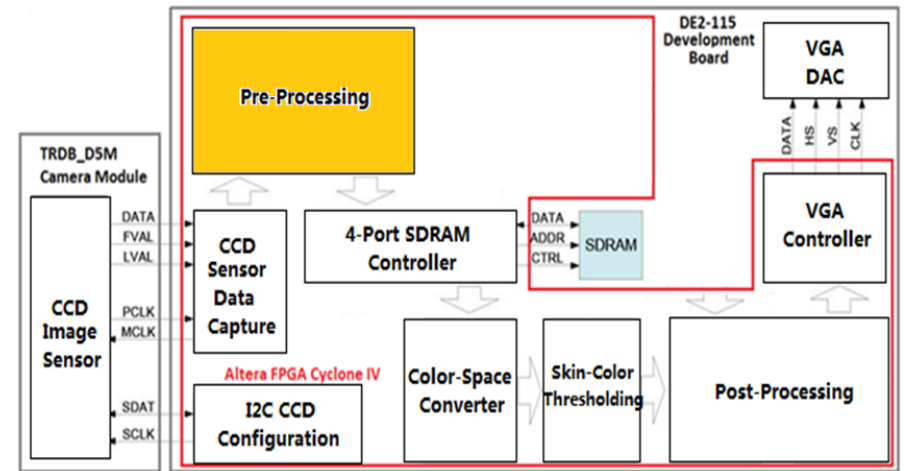 DE2-115
Development
Board
VGA
DAC
Pre-Processing
DATA
HS
VS
CLK
TRDB_D5M
Camera Module
CCD
Image
Sensor
DATA
FVAL
LVAL
PCLK
MCLK
SDAT
SCLK
CCD
Sensor
Data
Capture
4-Port SDRAM
Controller
DATA
ADDR
CTRL
SDRAM
VGA
Controller
Altera FPGA Cyclone IV
I2C CCD
Configuration
Color-Space
Converter
Skin-Color
Thresholding
Post-Processing